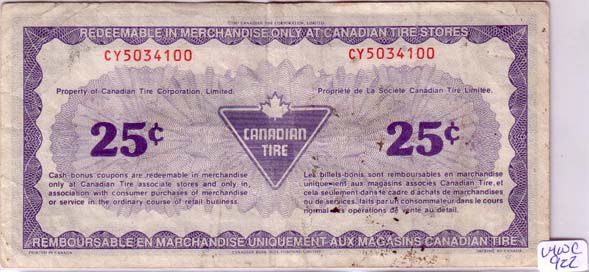 ©1987 CANADIAN TIRE CORPORATION, LIMITED.
REDEEMABLE IN MERCHANDISE ONLY AT CANADIAN TIRE STORES
CY5034100 CY5034100
Property of Canadian Tire Corporation, Limited.
Propriété de La Société Canadian Tire Limitée.
25¢
CANADIAN
TIRE
25¢
Cash bonus coupons are redeemable in merchandise
only at Canadian Tire associate stores and only in
association with consumer purchases of merchandise
or service in the ordinary course of retail business.
Les billets-bonis sont remboursables en marchandise
uniquement aux magasins associés Canadian Tire, et
cela seulement dans le cadre d'achats de marchandises
ou de services, faits par un consommateur dans le cours
normal des opérations de vente au détail.
REMBOURSABLE EN MARCHANDISE UNIQUEMENT AUX MAGASINS CANADIAN TIRE
PRINTED IN CANADA
CANADIAN BANK NOTE COMPANY, LIMITED
IMPRIMÉ AU CANADA
922